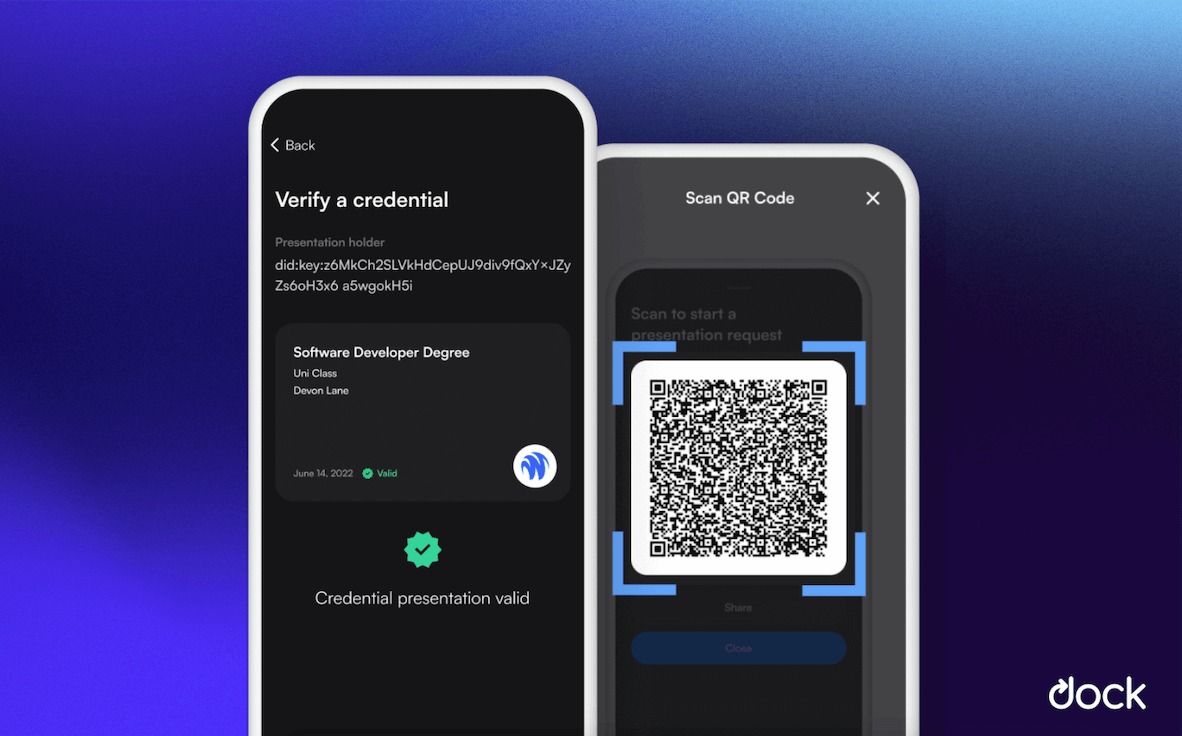 Back
Verify a credential
Presentation holder
did:key:z6MkCh2SLVkHdCepUJ9div9fQxY×JZy
Zs6oH3x6 a5wgokH5i
Software Developer Degree
Uni Class
Devon Lane
June 14, 2022 Valid
Credential presentation valid
Scan QR Code
Scan to start a
presentation request
Share
Close
dock